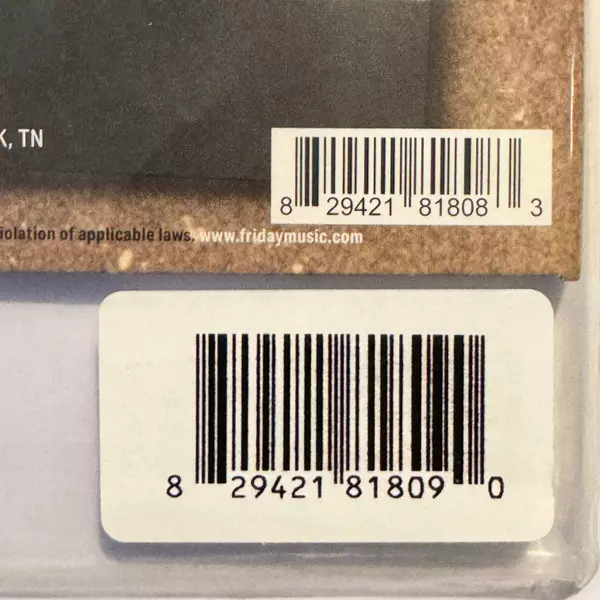 K, TN
8 29421 81808 3
iolation of applicable laws. www.fridaymusic.com
8 29421 81809 0